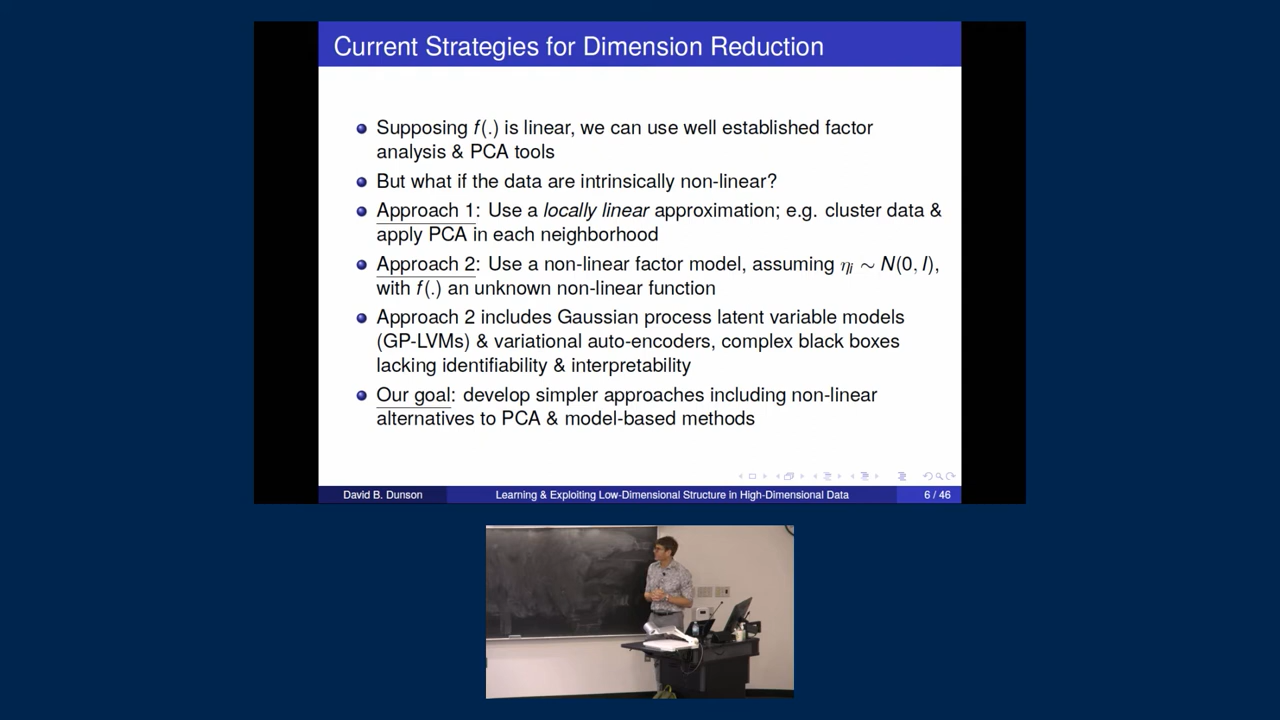 Current Strategies for Dimension Reduction
Supposing f(.) is linear, we can use well established factor
analysis & PCA tools
But what if the data are intrinsically non-linear?
Approach 1: Use a locally linear approximation; e.g. cluster data &
apply PCA in each neighborhood
Approach 2: Use a non-linear factor model, assuming ηi ∼ N(0, I),
with f(.) an unknown non-linear function
Approach 2 includes Gaussian process latent variable models
(GP-LVMs) & variational auto-encoders, complex black boxes
lacking identifiability & interpretability
Our goal: develop simpler approaches including non-linear
alternatives to PCA & model-based methods
David B. Dunson Learning & Exploiting Low-Dimensional Structure in High-Dimensional Data 6 / 46